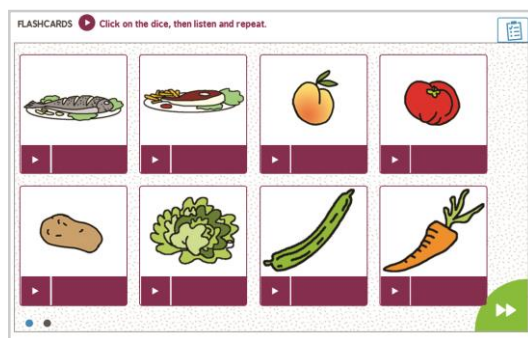 FLASHCARDS Click on the dice, then listen and repeat.